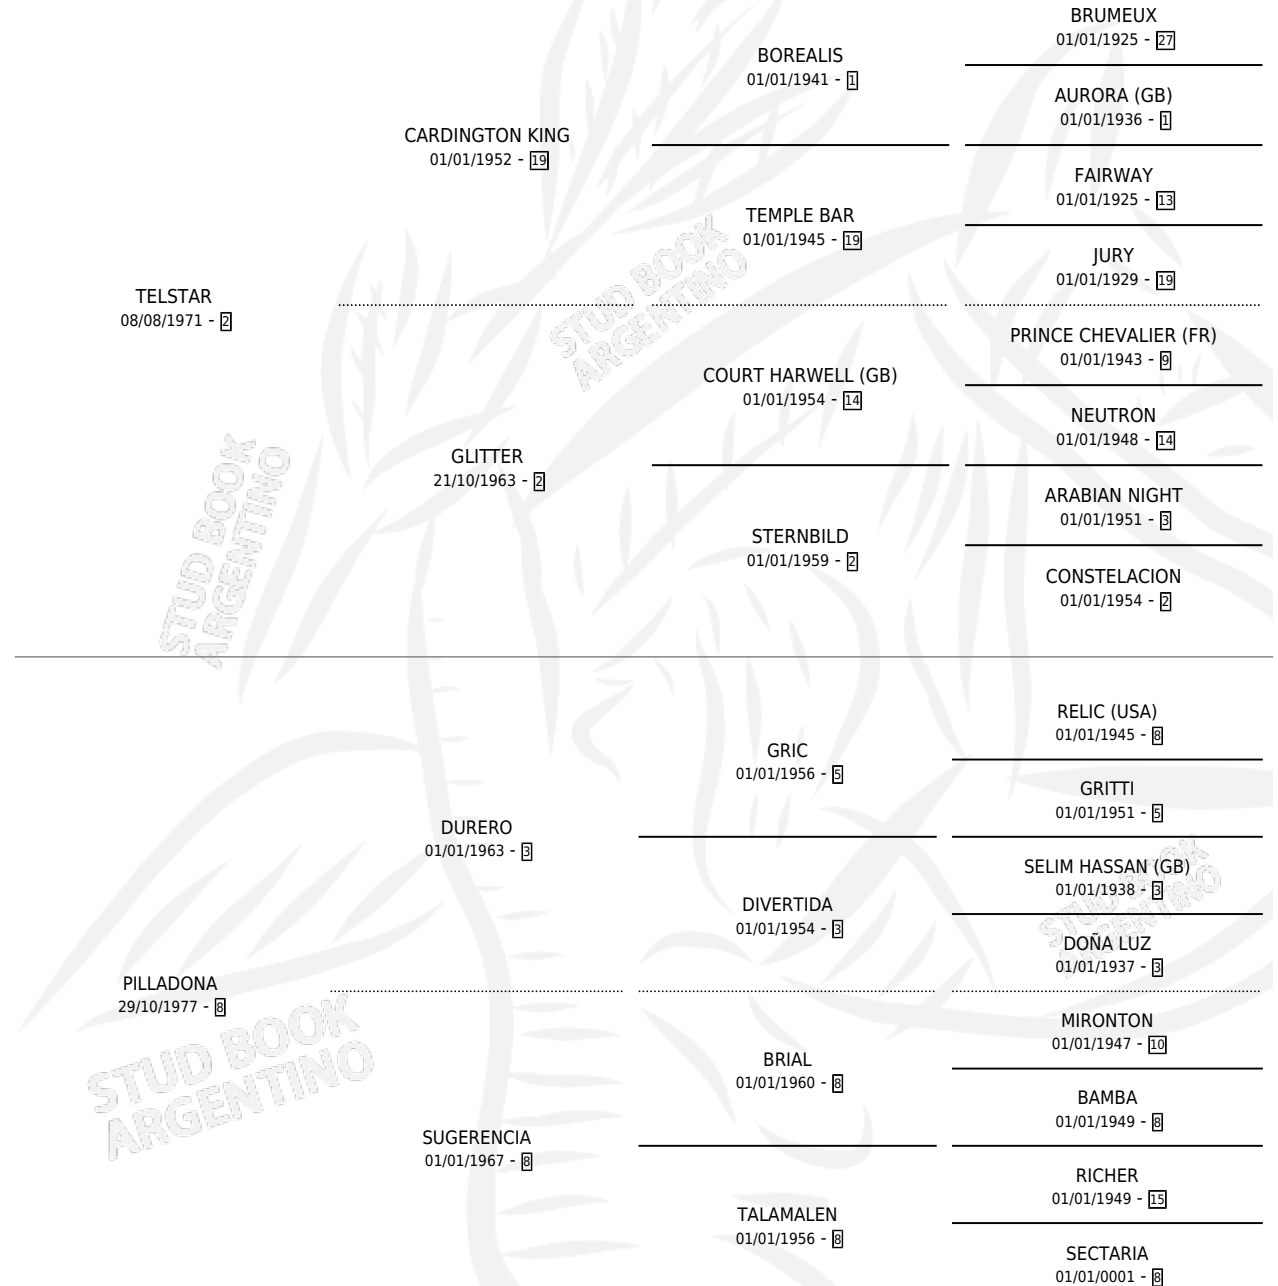 BRUMEUX
01/01/1925 - 27
BOREALIS
01/01/1941 - 1
AURORA (GB)
01/01/1936 - 1
CARDINGTON KING
01/01/1952 - 19
FAIRWAY
01/01/1925 - 13
TEMPLE BAR
01/01/1945 - 19
JURY
01/01/1929 - 19
TELSTAR
08/08/1971 - 2
STUD BOOK
ARGENTINO
PRINCE CHEVALIER (FR)
01/01/1943 - 9
COURT HARWELL (GB)
01/01/1954 - 14
NEUTRON
01/01/1948 - 14
GLITTER
21/10/1963 - 2
ARABIAN NIGHT
01/01/1951 - 3
STERNBILD
01/01/1959 - 2
CONSTELACION
01/01/1954 - 2
STUD BOOK
ARGENTINO
RELIC (USA)
01/01/1945 - 8
GRIC
01/01/1956 - 5
GRITTI
01/01/1951 - 5
DURERO
01/01/1963 - 3
SELIM HASSAN (GB)
01/01/1938 - 3
DIVERTIDA
01/01/1954 - 3
DOÑA LUZ
01/01/1937 - 3
STUD BOOK
ARGENTINO
PILLADONA
29/10/1977 - 8
MIRONTON
01/01/1947 - 10
BRIAL
01/01/1960 - 8
BAMBA
01/01/1949 - 8
STUD BOOK
ARGENTINO
SUGERENCIA
01/01/1967 - 8
RICHER
01/01/1949 - 15
TALAMALEN
01/01/1956 - 8
SECTARIA
01/01/0001 - 8